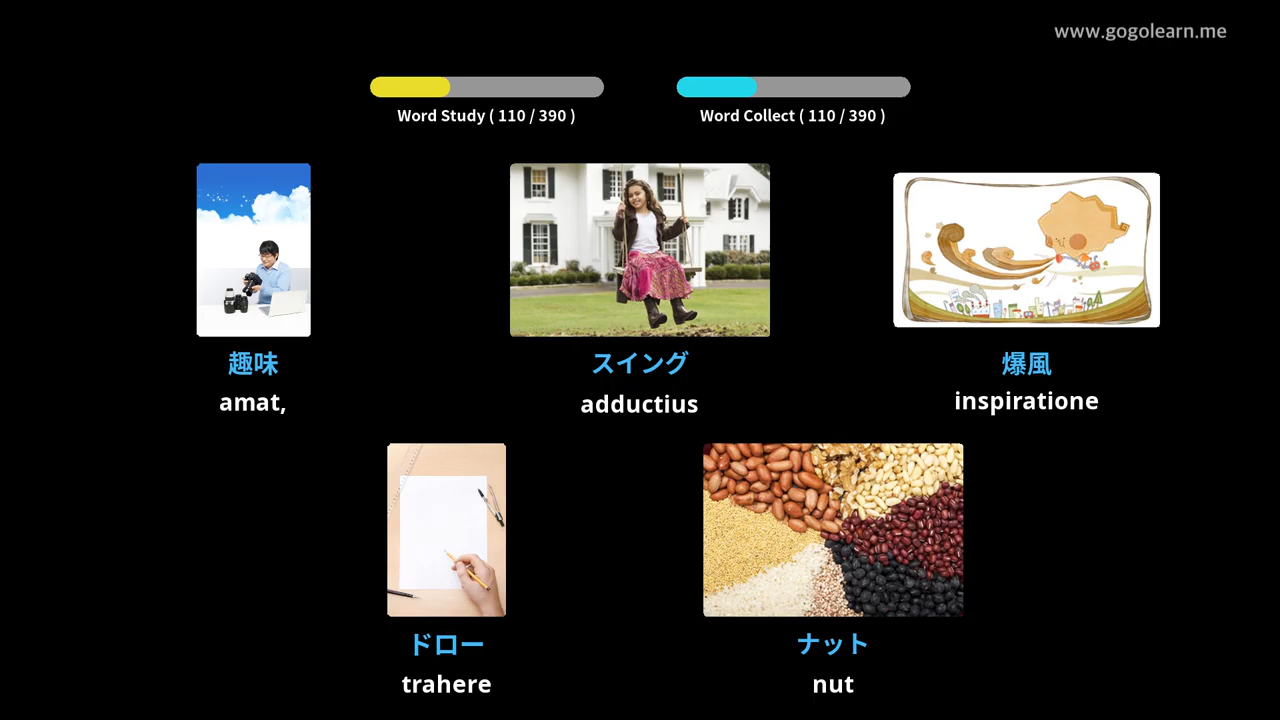 www.gogolearn.me
Word Study ( 110 / 390 )
Word Collect ( 110 / 390 )
趣味
amat,
スイング
adductius
爆風
inspiratione
ドロー
trahere
ナット
nut